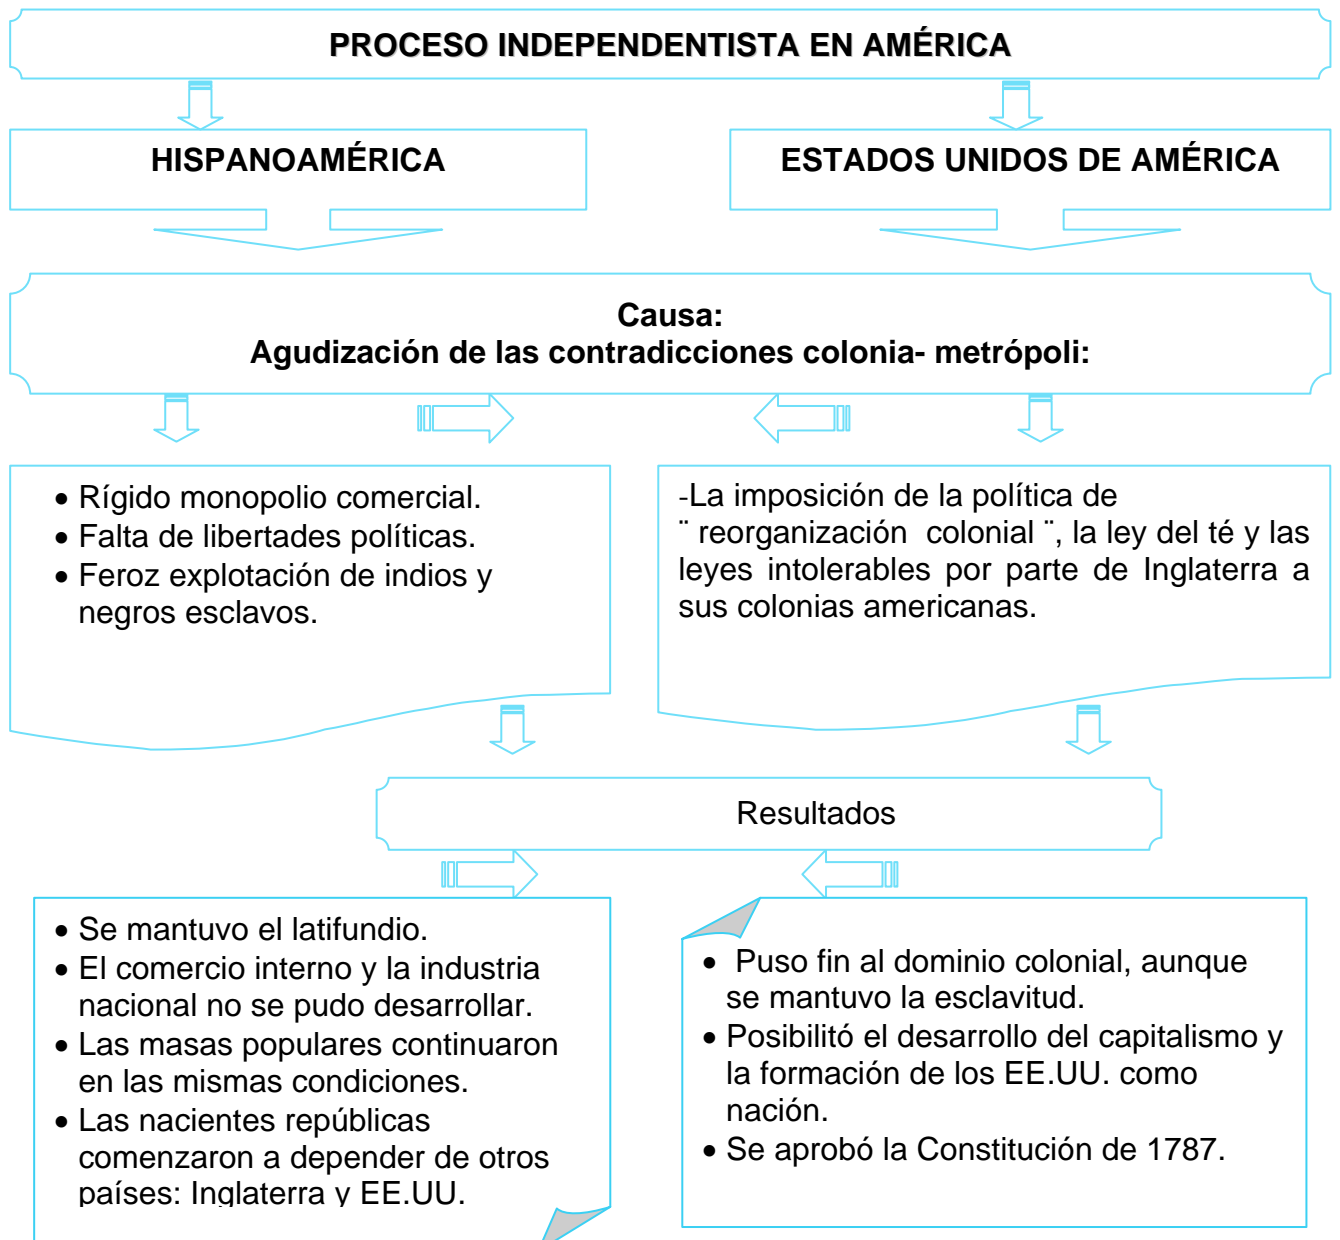 PROCESO INDEPENDENTISTA EN AMÉRICA
HISPANOAMÉRICA
ESTADOS UNIDOS DE AMÉRICA
Causa:
Agudización de las contradicciones colonia- metrópoli:
• Rígido monopolio comercial.
• Falta de libertades políticas.
• Feroz explotación de indios y
negros esclavos.
-La imposición de la política de
¨ reorganización colonial ¨, la ley del té y las
leyes intolerables por parte de Inglaterra a
sus colonias americanas.
Resultados
• Se mantuvo el latifundio.
• El comercio interno y la industria
nacional no se pudo desarrollar.
• Las masas populares continuaron
en las mismas condiciones.
• Las nacientes repúblicas
comenzaron a depender de otros
países: Inglaterra y EE.UU.
• Puso fin al dominio colonial, aunque
se mantuvo la esclavitud.
• Posibilitó el desarrollo del capitalismo y
la formación de los EE.UU. como
nación.
• Se aprobó la Constitución de 1787.